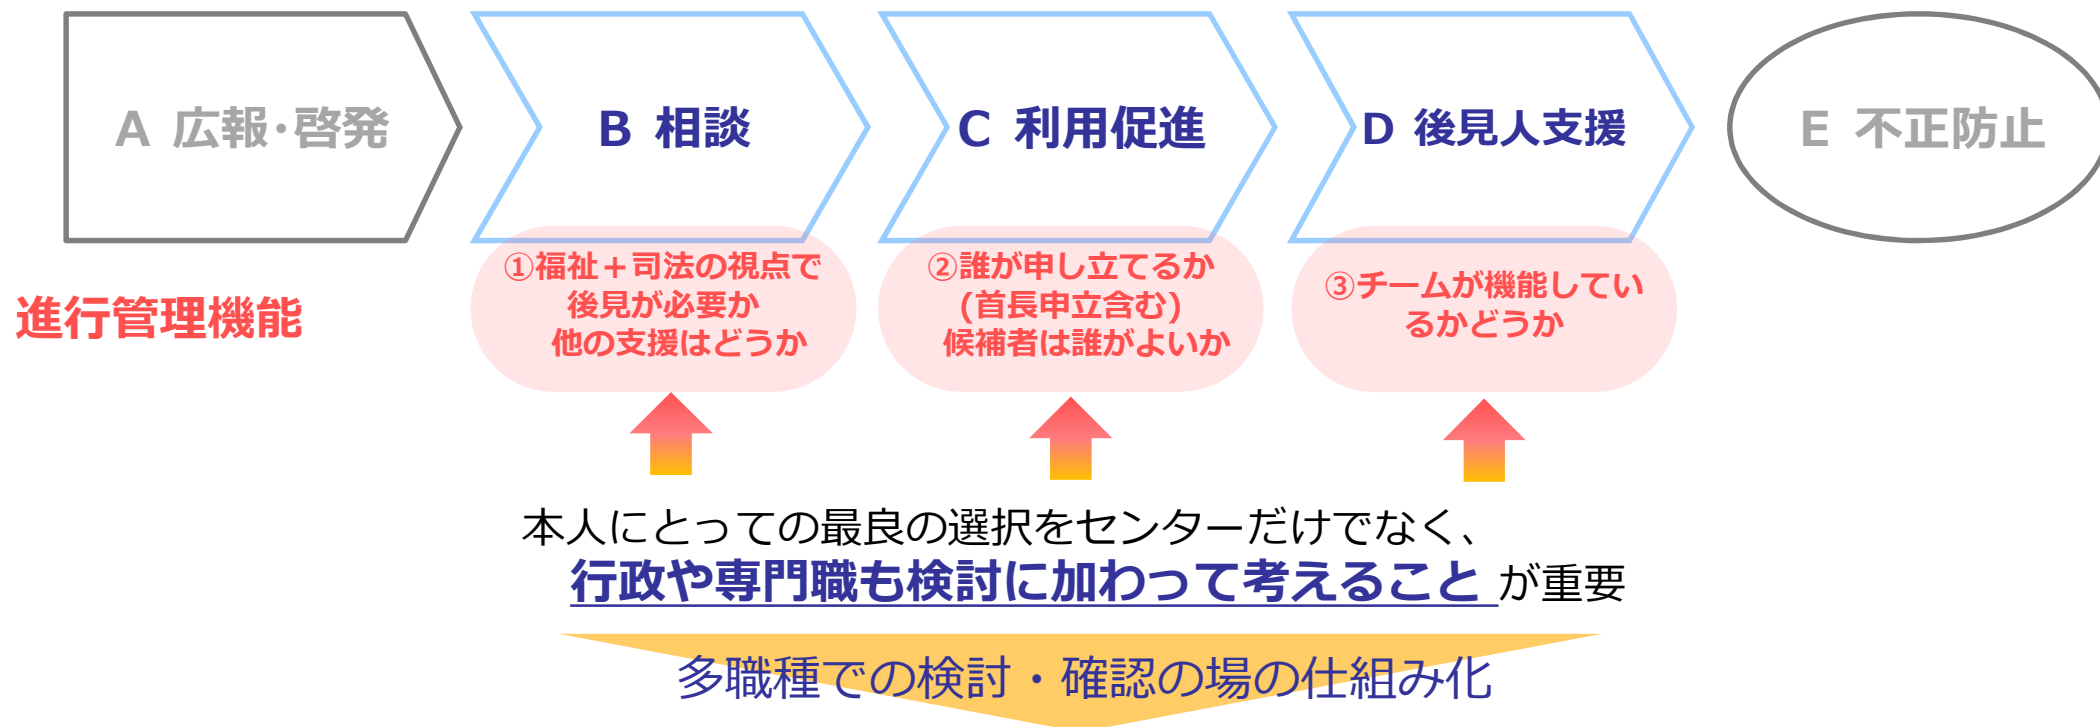 A 広報・啓発
B 相談
C 利用促進
D 後見人支援
E 不正防止
進行管理機能
①福祉＋司法の視点で
後見が必要か
他の支援はどうか
②誰が申し立てるか
(首長申立含む)
候補者は誰がよいか
③チームが機能してい
るかどうか
本人にとっての最良の選択をセンターだけでなく、
行政や専門職も検討に加わって考えること が重要
多職種での検討・確認の場の仕組み化